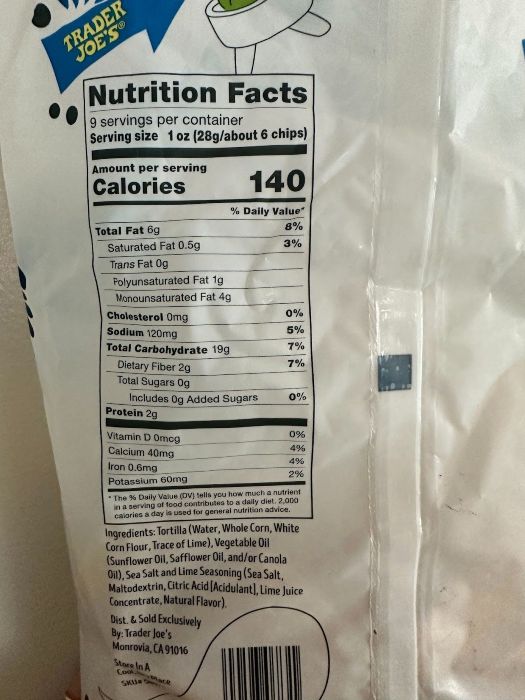 TRADER
JOE'S®
Nutrition Facts
9 servings per container
Serving size 1 oz (28g/about 6 chips)
Amount per serving
Calories 140
% Daily Value*
Total Fat 6g 8%
Saturated Fat 0.5g 3%
Trans Fat 0g
Polyunsaturated Fat 1g
Monounsaturated Fat 4g
Cholesterol 0mg 0%
Sodium 120mg 5%
Total Carbohydrate 19g 7%
Dietary Fiber 2g 7%
Total Sugars 0g
Includes 0g Added Sugars 0%
Protein 2g
Vitamin D 0mcg 0%
Calcium 40mg 4%
Iron 0.6mg 4%
Potassium 60mg 2%
* The % Daily Value (DV) tells you how much a nutrient
in a serving of food contributes to a daily diet. 2,000
calories a day is used for general nutrition advice.
Ingredients: Tortilla (Water, Whole Corn, White
Corn Flour, Trace of Lime), Vegetable Oil
(Sunflower Oil, Safflower Oil, and/or Canola
Oil), Sea Salt and Lime Seasoning (Sea Salt,
Maltodextrin, Citric Acid [Acidulant], Lime Juice
Concentrate, Natural Flavor).
Dist. & Sold Exclusively
By: Trader Joe's
Monrovia, CA 91016
Store In A
SKU#